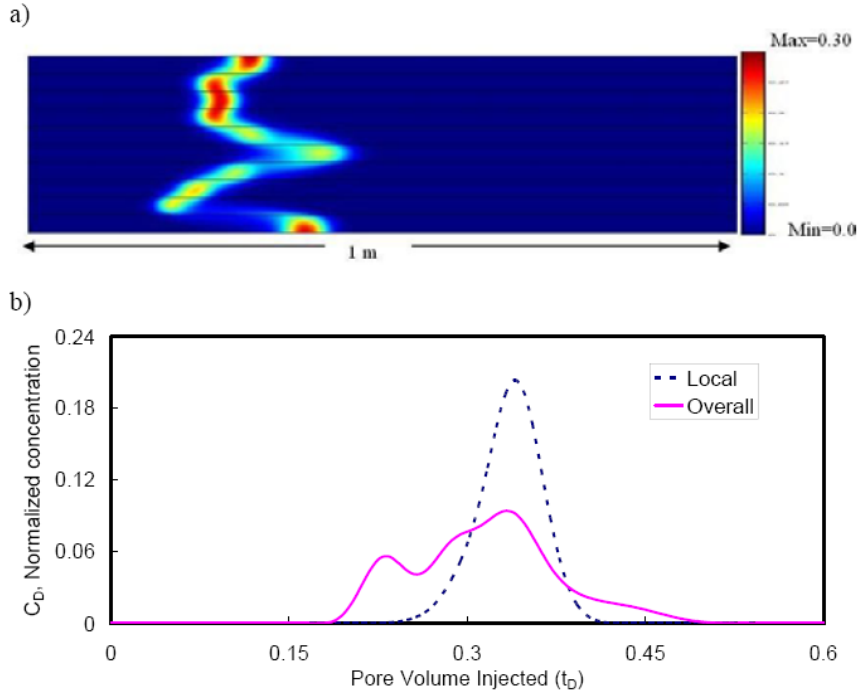 a)
Max=0.30
Min=0.0
1 m
b)
0.24
0.18
0.12
0.06
0
C_D, Normalized concentration
Local
Overall
0 0.15 0.3 0.45 0.6
Pore Volume Injected (t_D)